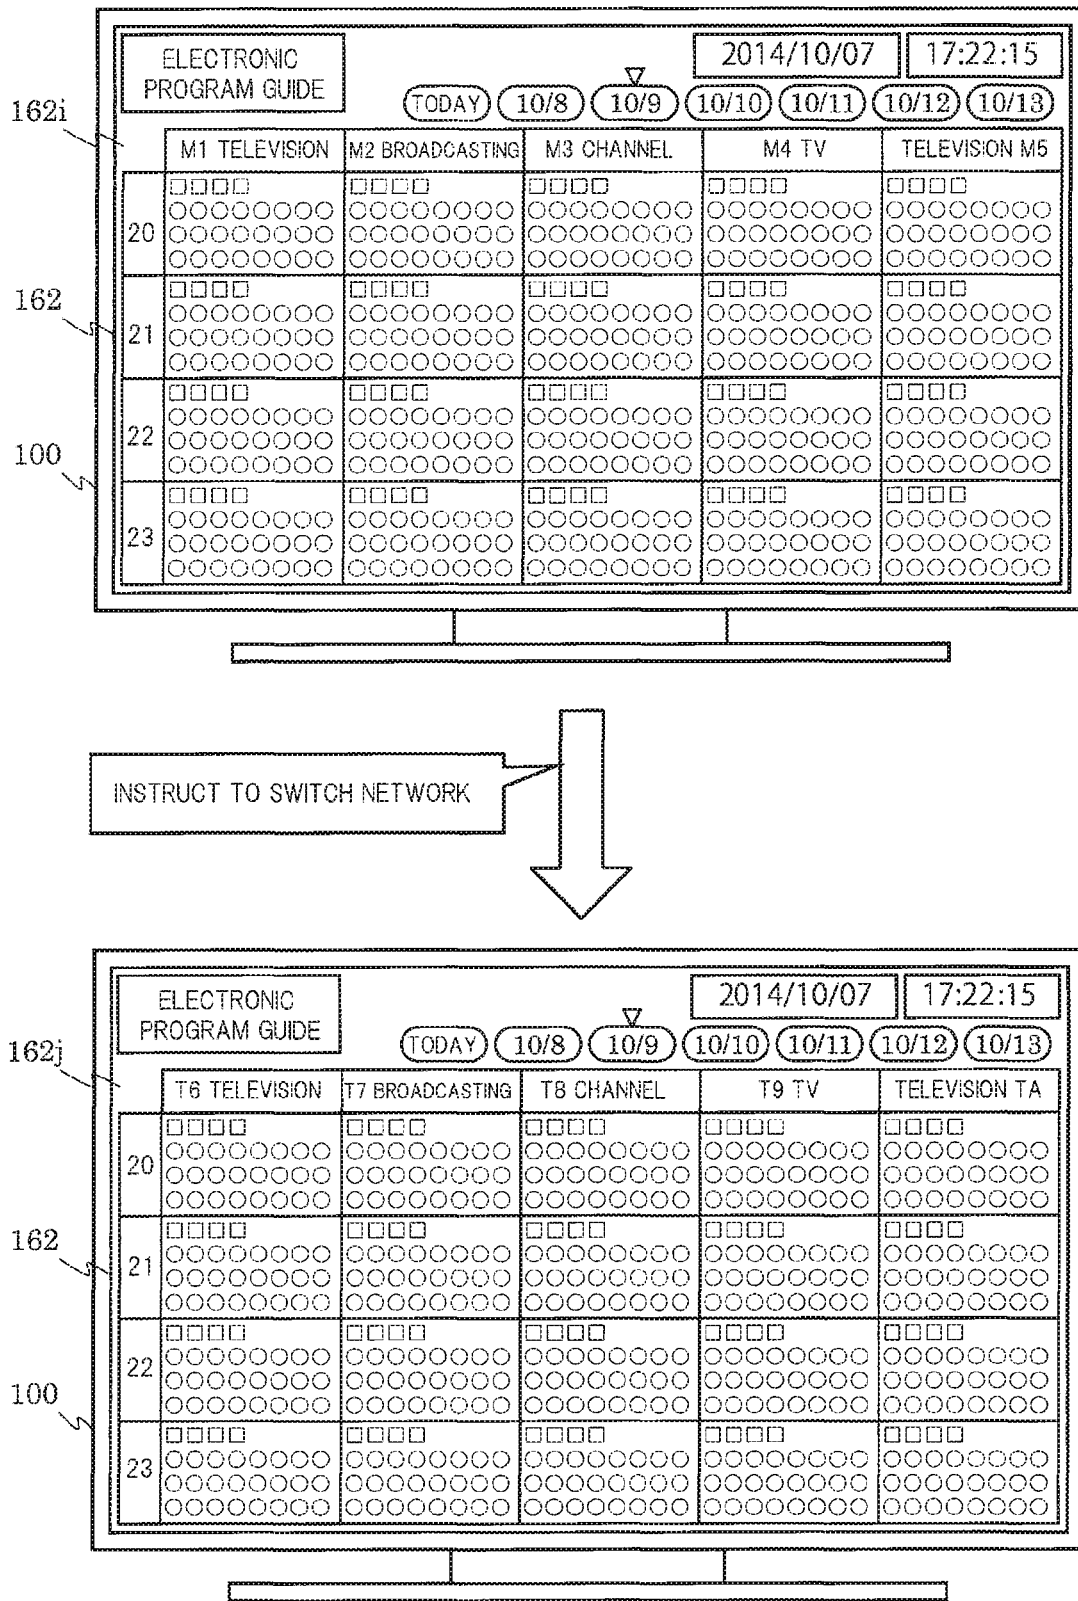 ELECTRONIC
PROGRAM GUIDE
2014/10/07 17:22:15
TODAY 10/8 10/9 10/10 10/11 10/12 10/13
162i
M1 TELEVISION M2 BROADCASTING M3 CHANNEL M4 TV TELEVISION M5
□□□□ □□□□ □□□□ □□□□ □□□□
○○○○○○○○ ○○○○○○○○ ○○○○○○○○ ○○○○○○○○ ○○○○○○○○
20 ○○○○○○○○ ○○○○○○○○ ○○○○○○○○ ○○○○○○○○ ○○○○○○○○
○○○○○○○○ ○○○○○○○○ ○○○○○○○○ ○○○○○○○○ ○○○○○○○○
□□□□ □□□□ □□□□ □□□□ □□□□
162
○○○○○○○○ ○○○○○○○○ ○○○○○○○○ ○○○○○○○○ ○○○○○○○○
21 ○○○○○○○○ ○○○○○○○○ ○○○○○○○○ ○○○○○○○○ ○○○○○○○○
○○○○○○○○ ○○○○○○○○ ○○○○○○○○ ○○○○○○○○ ○○○○○○○○
□□□□ □□□□ □□□□ □□□□ □□□□
○○○○○○○○ ○○○○○○○○ ○○○○○○○○ ○○○○○○○○ ○○○○○○○○
22 ○○○○○○○○ ○○○○○○○○ ○○○○○○○○ ○○○○○○○○ ○○○○○○○○
100
○○○○○○○○ ○○○○○○○○ ○○○○○○○○ ○○○○○○○○ ○○○○○○○○
□□□□ □□□□ □□□□ □□□□ □□□□
○○○○○○○○ ○○○○○○○○ ○○○○○○○○ ○○○○○○○○ ○○○○○○○○
23 ○○○○○○○○ ○○○○○○○○ ○○○○○○○○ ○○○○○○○○ ○○○○○○○○
○○○○○○○○ ○○○○○○○○ ○○○○○○○○ ○○○○○○○○ ○○○○○○○○
INSTRUCT TO SWITCH NETWORK
ELECTRONIC
PROGRAM GUIDE
2014/10/07 17:22:15
TODAY 10/8 10/9 10/10 10/11 10/12 10/13
162j
T6 TELEVISION T7 BROADCASTING T8 CHANNEL T9 TV TELEVISION TA
□□□□ □□□□ □□□□ □□□□ □□□□
○○○○○○○○ ○○○○○○○○ ○○○○○○○○ ○○○○○○○○ ○○○○○○○○
20 ○○○○○○○○ ○○○○○○○○ ○○○○○○○○ ○○○○○○○○ ○○○○○○○○
○○○○○○○○ ○○○○○○○○ ○○○○○○○○ ○○○○○○○○ ○○○○○○○○
□□□□ □□□□ □□□□ □□□□ □□□□
162
○○○○○○○○ ○○○○○○○○ ○○○○○○○○ ○○○○○○○○ ○○○○○○○○
21 ○○○○○○○○ ○○○○○○○○ ○○○○○○○○ ○○○○○○○○ ○○○○○○○○
○○○○○○○○ ○○○○○○○○ ○○○○○○○○ ○○○○○○○○ ○○○○○○○○
□□□□ □□□□ □□□□ □□□□ □□□□
○○○○○○○○ ○○○○○○○○ ○○○○○○○○ ○○○○○○○○ ○○○○○○○○
22 ○○○○○○○○ ○○○○○○○○ ○○○○○○○○ ○○○○○○○○ ○○○○○○○○
100
○○○○○○○○ ○○○○○○○○ ○○○○○○○○ ○○○○○○○○ ○○○○○○○○
□□□□ □□□□ □□□□ □□□□ □□□□
○○○○○○○○ ○○○○○○○○ ○○○○○○○○ ○○○○○○○○ ○○○○○○○○
23 ○○○○○○○○ ○○○○○○○○ ○○○○○○○○ ○○○○○○○○ ○○○○○○○○
○○○○○○○○ ○○○○○○○○ ○○○○○○○○ ○○○○○○○○ ○○○○○○○○